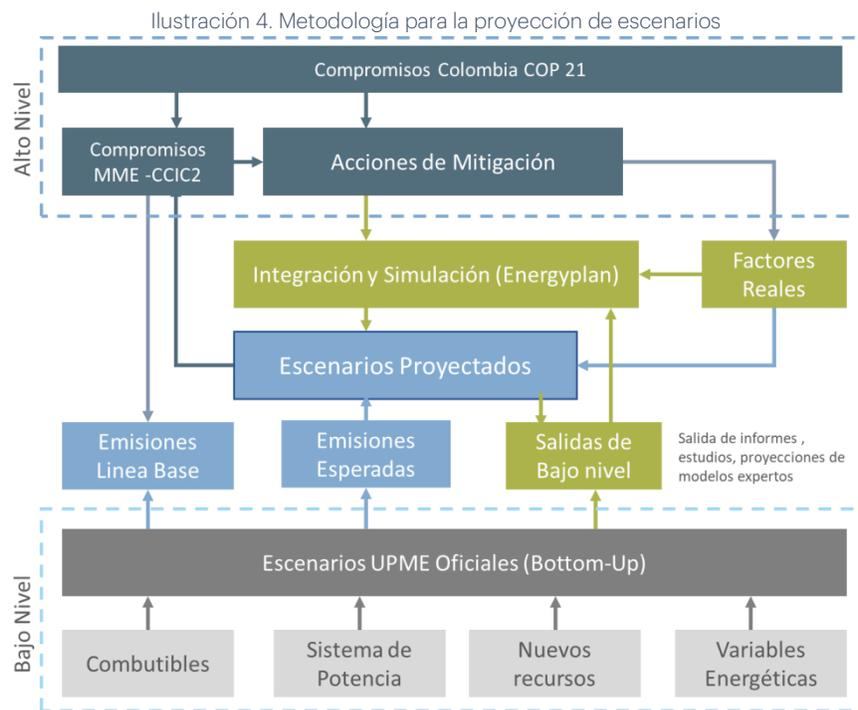 Ilustración 4. Metodología para la proyección de escenarios
Alto Nivel
Compromisos Colombia COP 21
Compromisos
MME -CCIC2
Acciones de Mitigación
Integración y Simulación (Energyplan)
Factores
Reales
Escenarios Proyectados
Emisiones
Linea Base
Emisiones
Esperadas
Salidas de
Bajo nivel
Salida de informes ,
estudios, proyecciones de
modelos expertos
Bajo Nivel
Escenarios UPME Oficiales (Bottom-Up)
Combutibles
Sistema de
Potencia
Nuevos
recursos
Variables
Energéticas